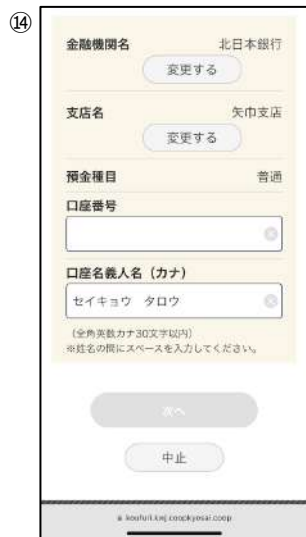 ⑭
金融機関名 北日本銀行
変更する
支店名 矢巾支店
変更する
預金種目 普通
口座番号
口座名義人名(カナ)
セイキョウ タロウ
(全角英数カナ30文字以内)
※姓名の間にスペースを入力してください。
次へ
中止